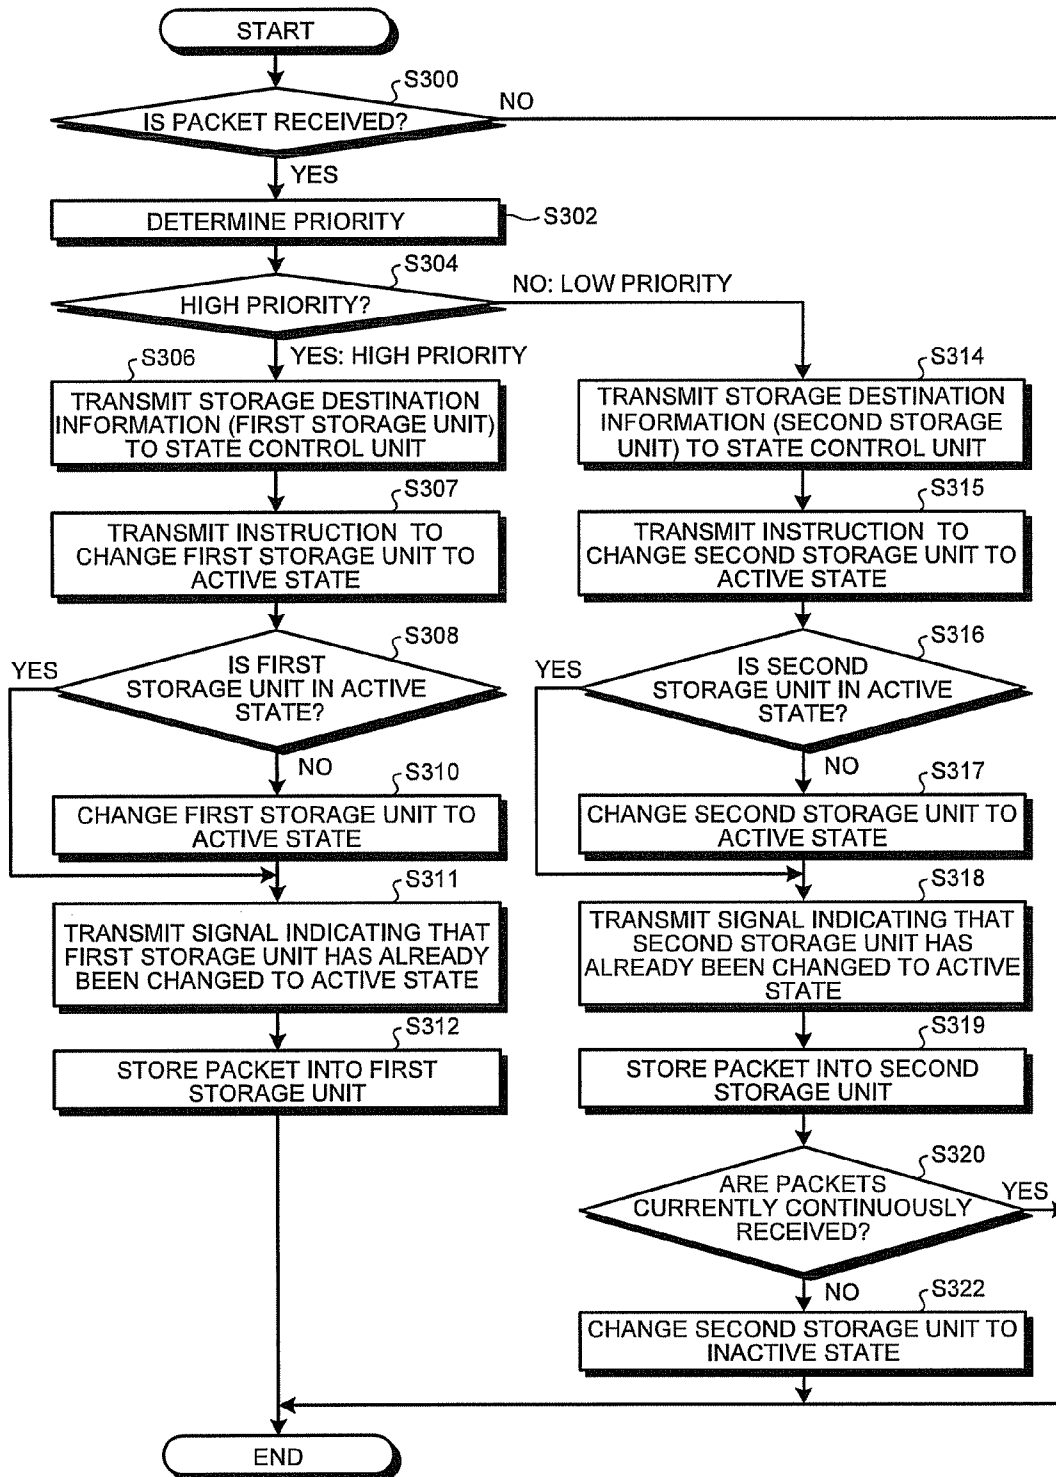 START
S300
IS PACKET RECEIVED?
NO
YES
DETERMINE PRIORITY
S302
S304
HIGH PRIORITY?
NO: LOW PRIORITY
YES: HIGH PRIORITY
S306
TRANSMIT STORAGE DESTINATION
INFORMATION (FIRST STORAGE UNIT)
TO STATE CONTROL UNIT
S307
TRANSMIT INSTRUCTION TO
CHANGE FIRST STORAGE UNIT TO
ACTIVE STATE
S308
YES
IS FIRST
STORAGE UNIT IN ACTIVE
STATE?
NO
S310
CHANGE FIRST STORAGE UNIT TO
ACTIVE STATE
S311
TRANSMIT SIGNAL INDICATING THAT
FIRST STORAGE UNIT HAS ALREADY
BEEN CHANGED TO ACTIVE STATE
S312
STORE PACKET INTO FIRST
STORAGE UNIT
S314
TRANSMIT STORAGE DESTINATION
INFORMATION (SECOND STORAGE
UNIT) TO STATE CONTROL UNIT
S315
TRANSMIT INSTRUCTION TO
CHANGE SECOND STORAGE UNIT TO
ACTIVE STATE
S316
YES
IS SECOND
STORAGE UNIT IN ACTIVE
STATE?
NO
S317
CHANGE SECOND STORAGE UNIT TO
ACTIVE STATE
S318
TRANSMIT SIGNAL INDICATING THAT
SECOND STORAGE UNIT HAS
ALREADY BEEN CHANGED TO ACTIVE
STATE
S319
STORE PACKET INTO SECOND
STORAGE UNIT
S320
ARE PACKETS
CURRENTLY CONTINUOUSLY
RECEIVED?
YES
NO
S322
CHANGE SECOND STORAGE UNIT TO
INACTIVE STATE
END